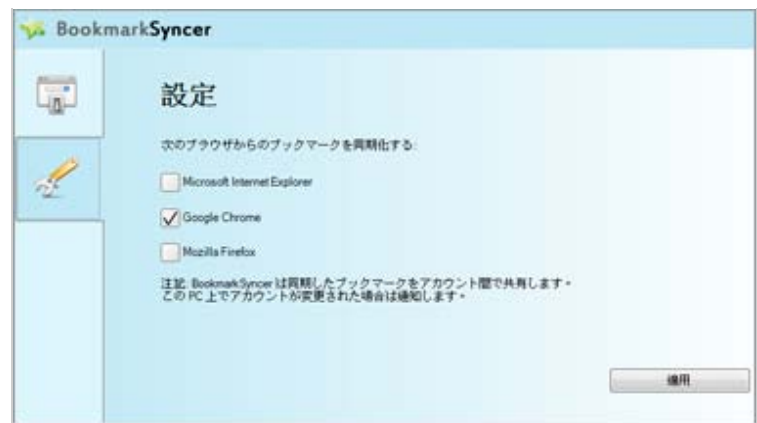 BookmarkSyncer
設定
次のブラウザからのブックマークを同期化する:
Microsoft Internet Explorer
Google Chrome
Mozilla Firefox
注記: BookmarkSyncer は同期したブックマークをアカウント間で共有します。
この PC 上でアカウントが変更された場合は通知します。
適用